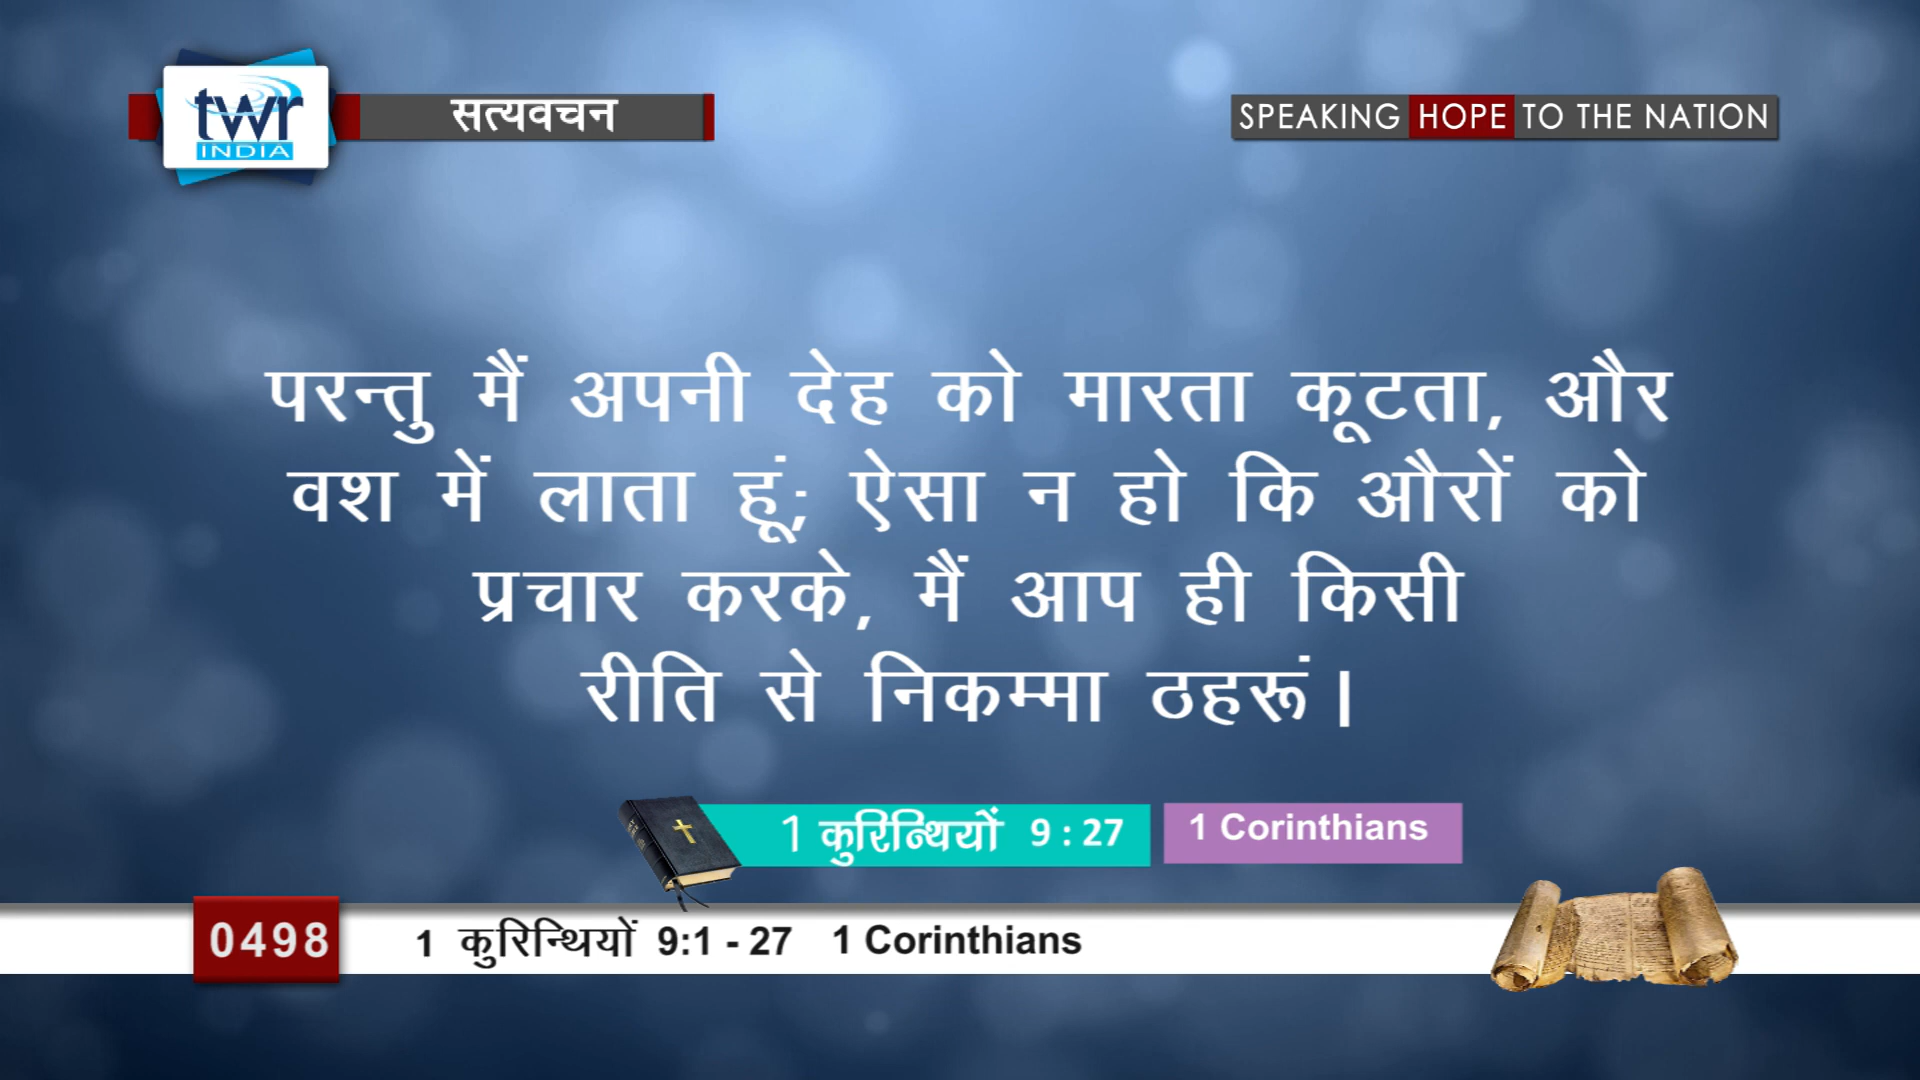 twr
INDIA
सत्यवचन
SPEAKING HOPE TO THE NATION
परन्तु मैं अपनी देह को मारता कूटता, और
वश में लाता हूं; ऐसा न हो कि औरों को
प्रचार करके, मैं आप ही किसी
रीति से निकम्मा ठहरूं।
1 कुरिन्थियों 9 : 27
1 Corinthians
0498
1 कुरिन्थियों 9:1 - 27 1 Corinthians